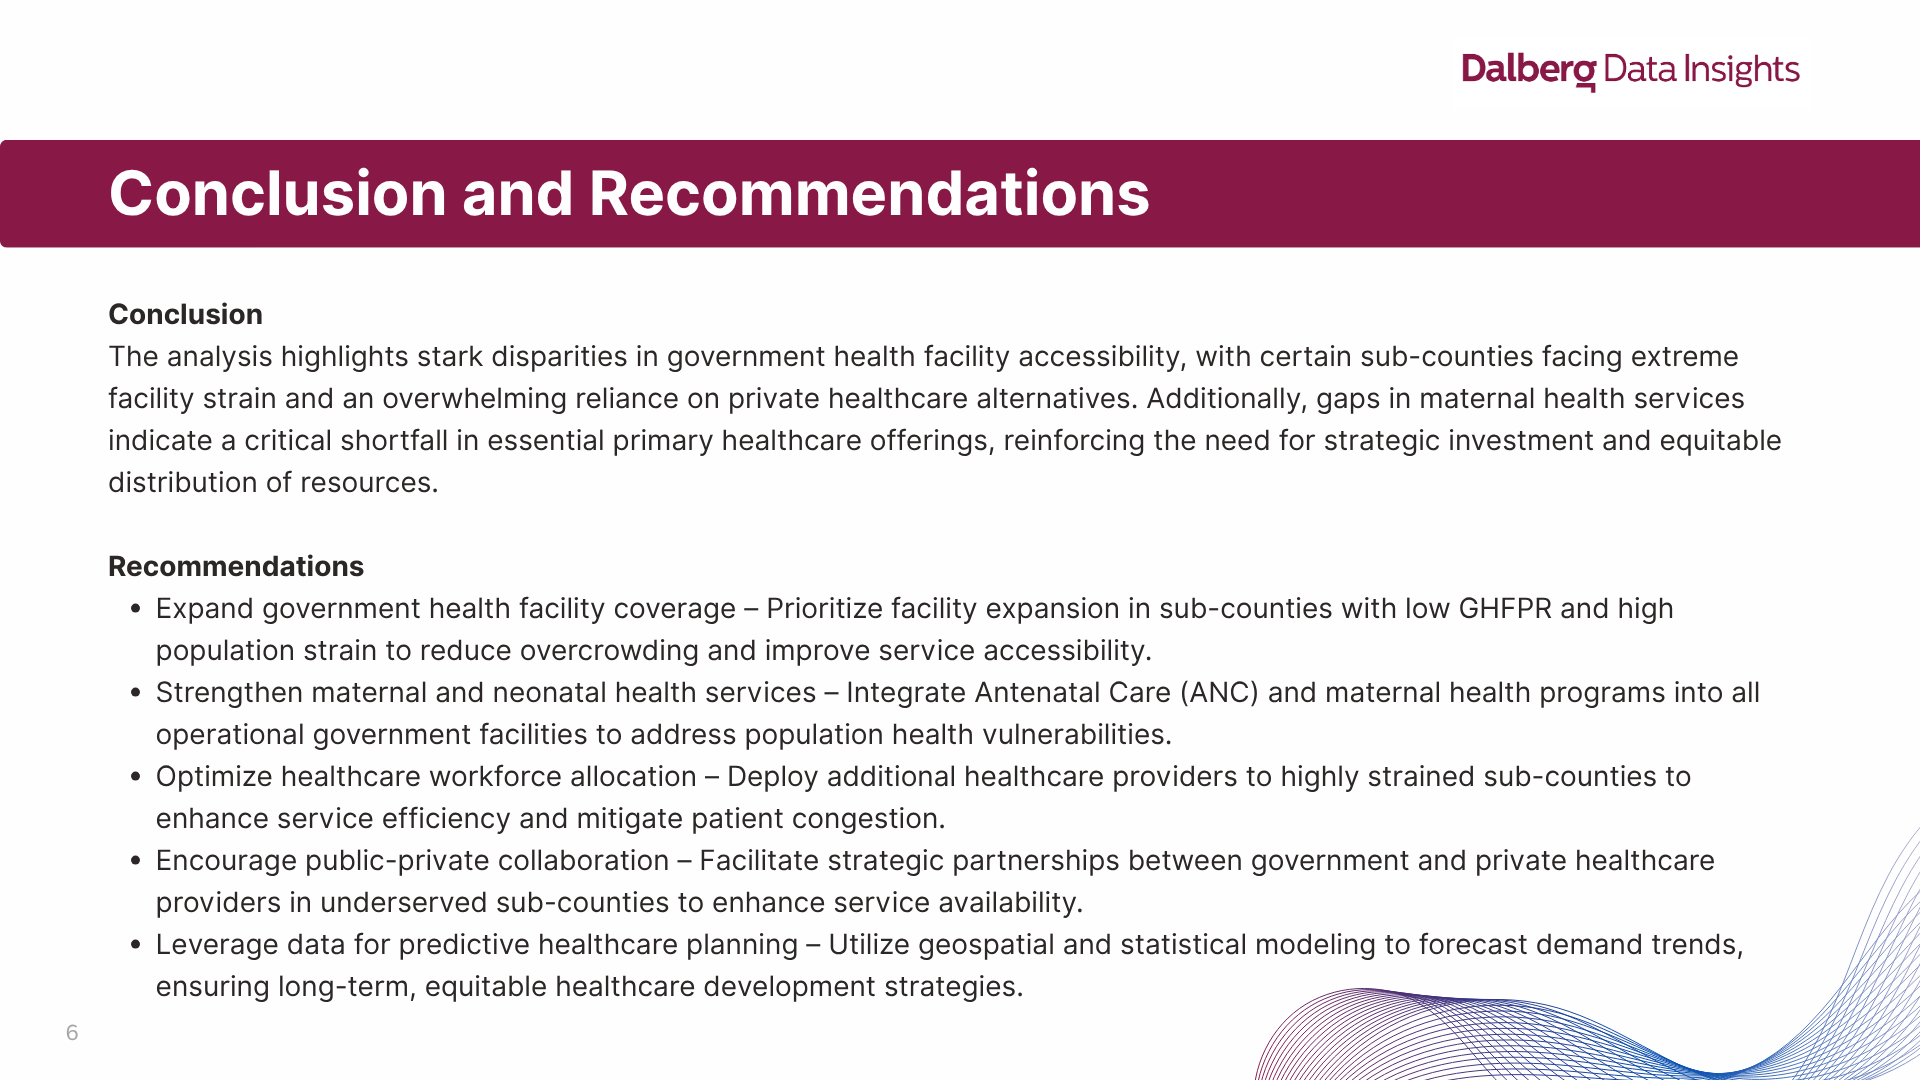 Dalberg Data Insights
Conclusion and Recommendations
Conclusion
The analysis highlights stark disparities in government health facility accessibility, with certain sub-counties facing extreme
facility strain and an overwhelming reliance on private healthcare alternatives. Additionally, gaps in maternal health services
indicate a critical shortfall in essential primary healthcare offerings, reinforcing the need for strategic investment and equitable
distribution of resources.
Recommendations
• Expand government health facility coverage – Prioritize facility expansion in sub-counties with low GHFPR and high
population strain to reduce overcrowding and improve service accessibility.
• Strengthen maternal and neonatal health services – Integrate Antenatal Care (ANC) and maternal health programs into all
operational government facilities to address population health vulnerabilities.
• Optimize healthcare workforce allocation – Deploy additional healthcare providers to highly strained sub-counties to
enhance service efficiency and mitigate patient congestion.
• Encourage public-private collaboration – Facilitate strategic partnerships between government and private healthcare
providers in underserved sub-counties to enhance service availability.
• Leverage data for predictive healthcare planning – Utilize geospatial and statistical modeling to forecast demand trends,
ensuring long-term, equitable healthcare development strategies.
6